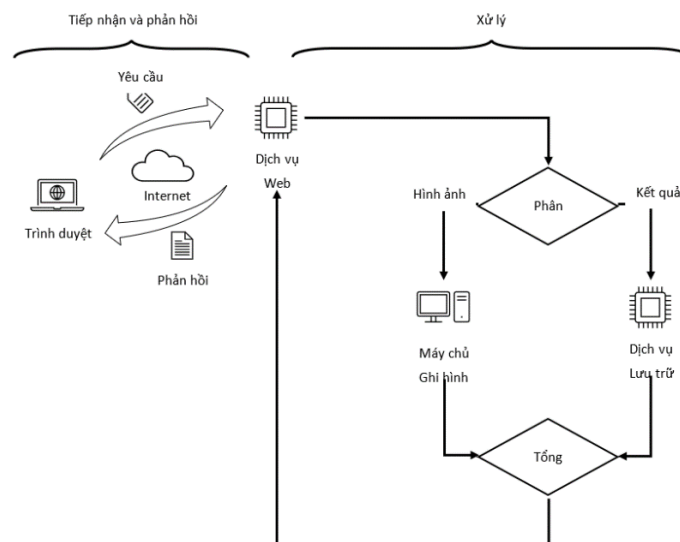 Tiếp nhận và phản hồi
Xử lý
Yêu cầu
Dịch vụ
Web
Internet
Trình duyệt
Phản hồi
Hình ảnh
Phân
Kết quả
Máy chủ
Ghi hình
Dịch vụ
Lưu trữ
Tổng